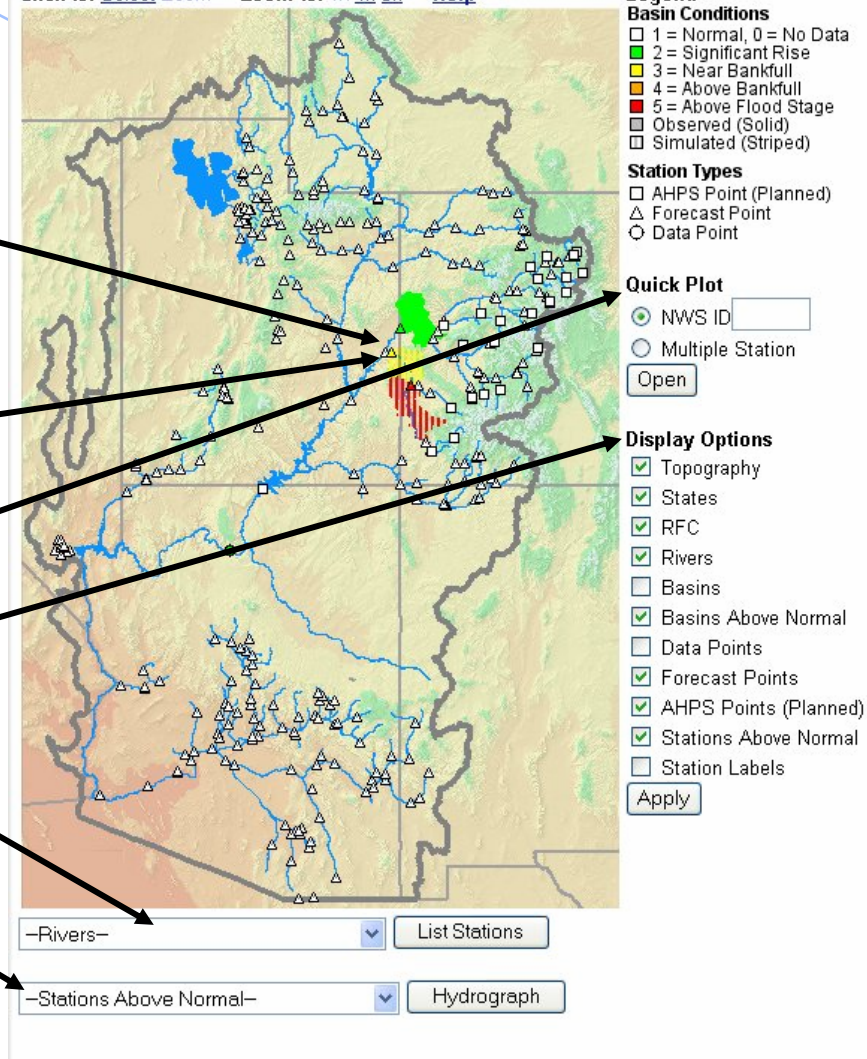 Basin Conditions
1 = Normal, 0 = No Data
2 = Significant Rise
3 = Near Bankfull
4 = Above Bankfull
5 = Above Flood Stage
Observed (Solid)
Simulated (Striped)
Station Types
AHPS Point (Planned)
Forecast Point
Data Point
Quick Plot
NWS ID
Multiple Station
Open
Display Options
Topography
States
RFC
Rivers
Basins
Basins Above Normal
Data Points
Forecast Points
AHPS Points (Planned)
Stations Above Normal
Station Labels
Apply
–Rivers–
List Stations
–Stations Above Normal–
Hydrograph